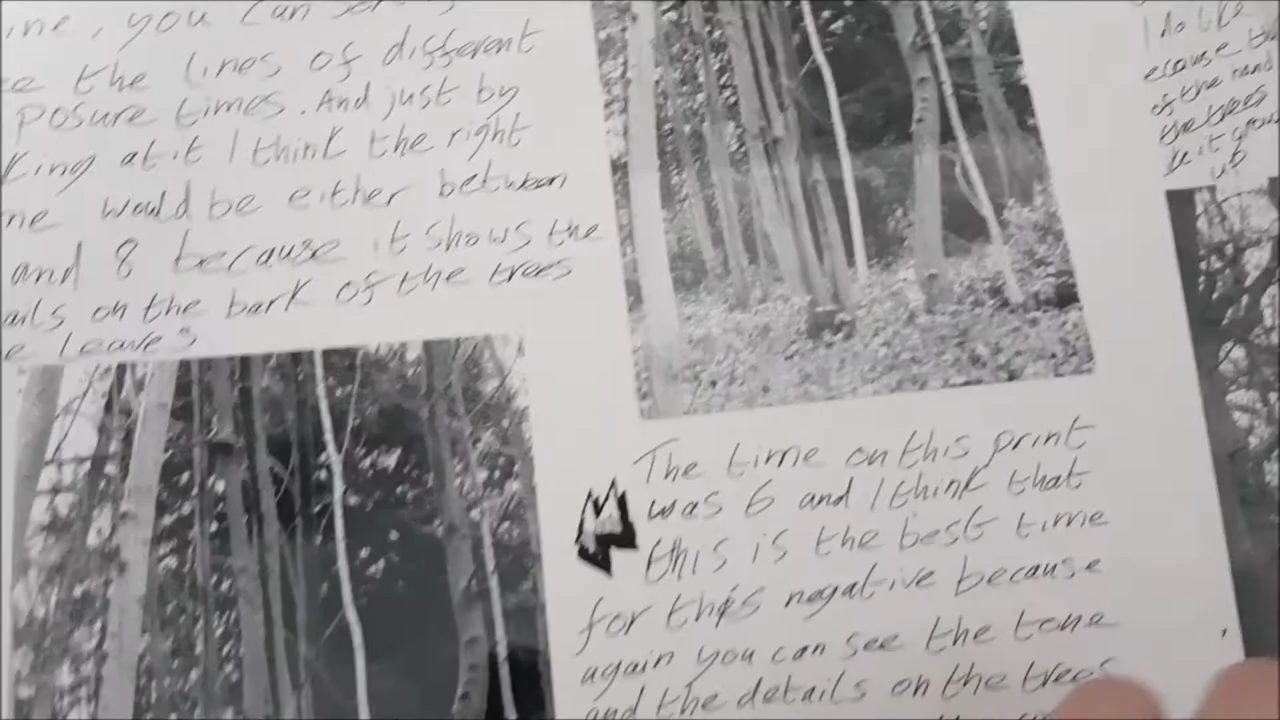 ine, you can
the lines of different
posure times. And just by
king at it I think the right
me would be either between
and 8 because it shows the
ails on the bark of the trees
e leaves
The time on this print
was 6 and I think that
this is the best time
for this negative because
again you can see the tone
and the details on the trees
I do like
ecause
of the hand
the trees
it grows
up